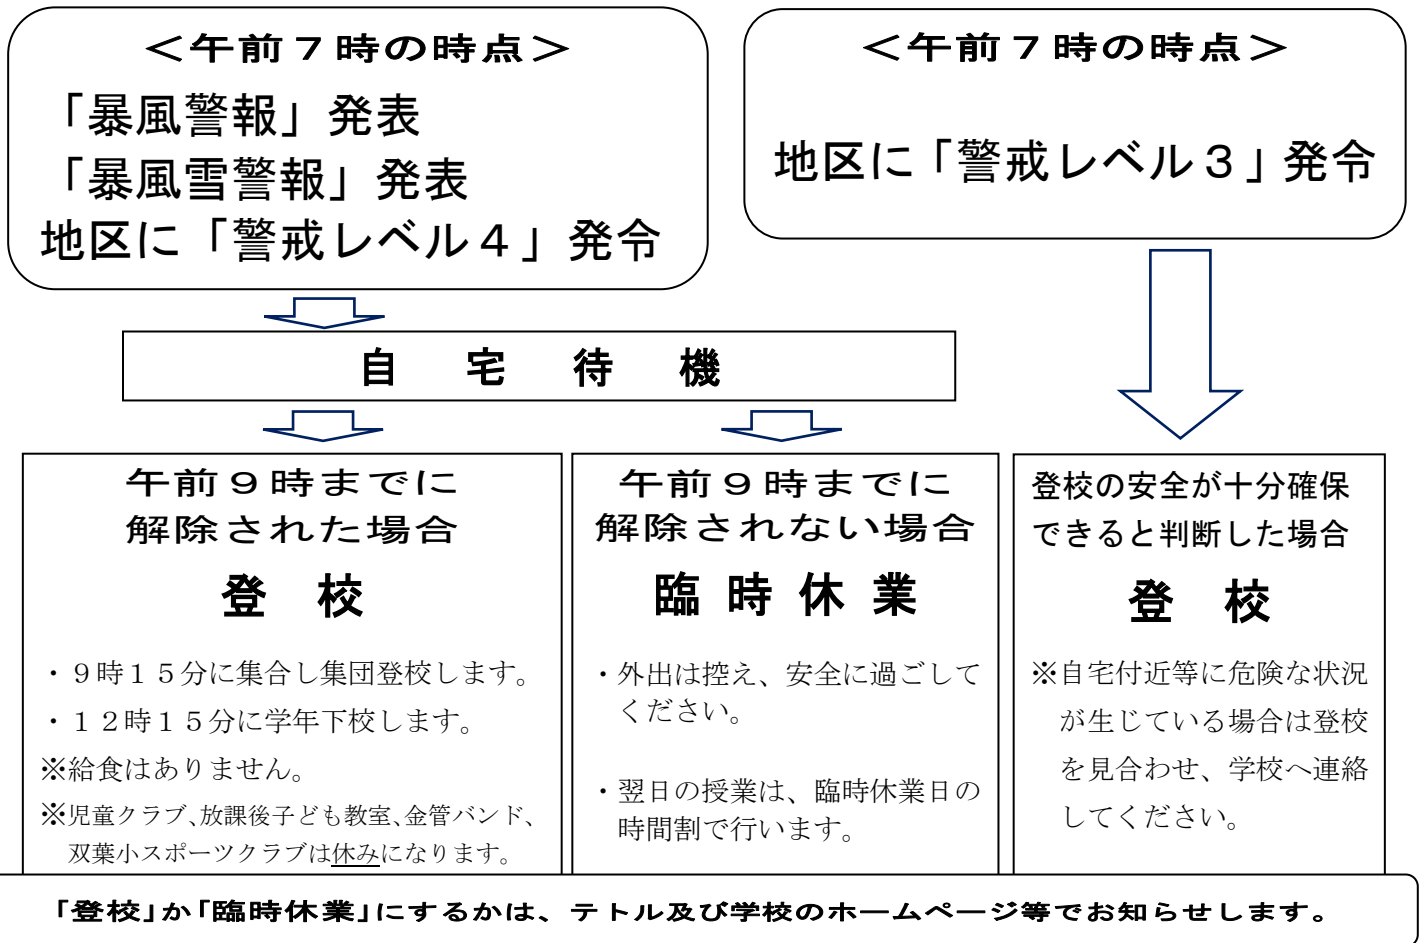 ＜午前７時の時点＞
「暴風警報」発表
「暴風雪警報」発表
地区に「警戒レベル４」発令
＜午前７時の時点＞
地区に「警戒レベル３」発令
自宅待機
午前９時までに
解除された場合
登校
・９時１５分に集合し集団登校します。
・１２時１５分に学年下校します。
※給食はありません。
※児童クラブ、放課後子ども教室、金管バンド、
双葉小スポーツクラブは休みになります。
午前９時までに
解除されない場合
臨時休業
・外出は控え、安全に過ごして
ください。
・翌日の授業は、臨時休業日の
時間割で行います。
登校の安全が十分確保
できると判断した場合
登校
※自宅付近等に危険な状況
が生じている場合は登校
を見合わせ、学校へ連絡
してください。
「登校」か「臨時休業」にするかは、テトル及び学校のホームページ等でお知らせします。